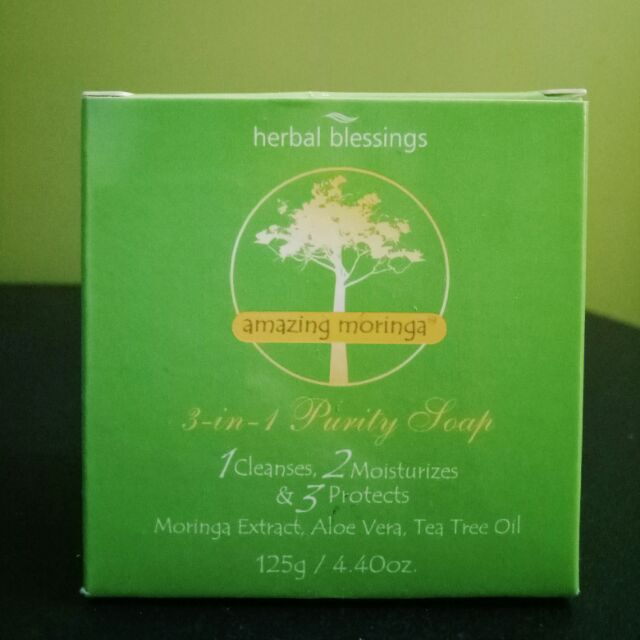 herbal blessings
amazing moringa™
3-in-1 Purity Soap
1 Cleanses, 2 Moisturizes
& 3 Protects
Moringa Extract, Aloe Vera, Tea Tree Oil
125g / 4.40oz.